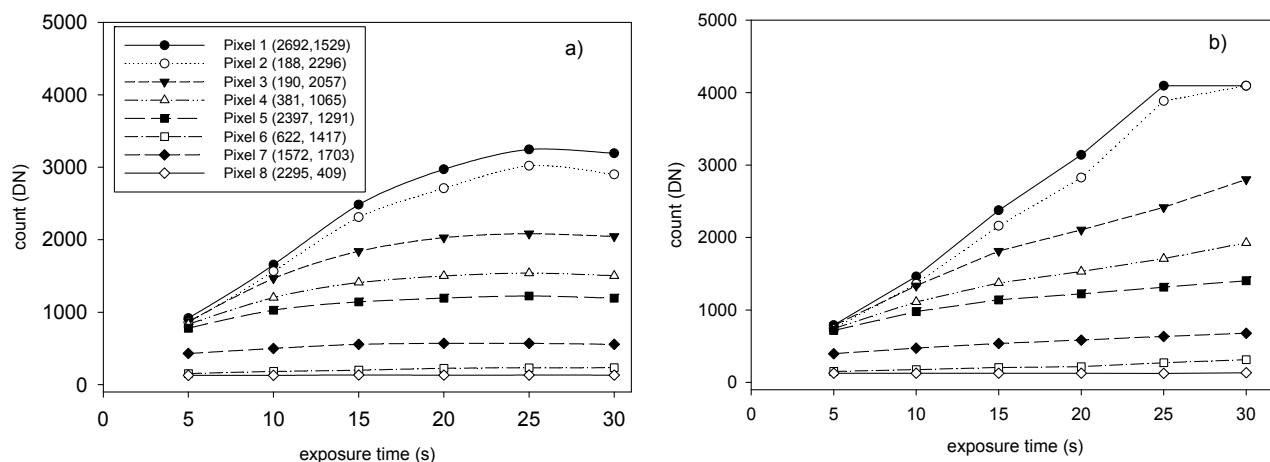 5000
4000
3000
2000
1000
0
count (DN)
Pixel 1 (2692,1529)
Pixel 2 (188, 2296)
Pixel 3 (190, 2057)
Pixel 4 (381, 1065)
Pixel 5 (2397, 1291)
Pixel 6 (622, 1417)
Pixel 7 (1572, 1703)
Pixel 8 (2295, 409)
a)
0 5 10 15 20 25 30
exposure time (s)
5000
4000
3000
2000
1000
0
count (DN)
b)
0 5 10 15 20 25 30
exposure time (s)